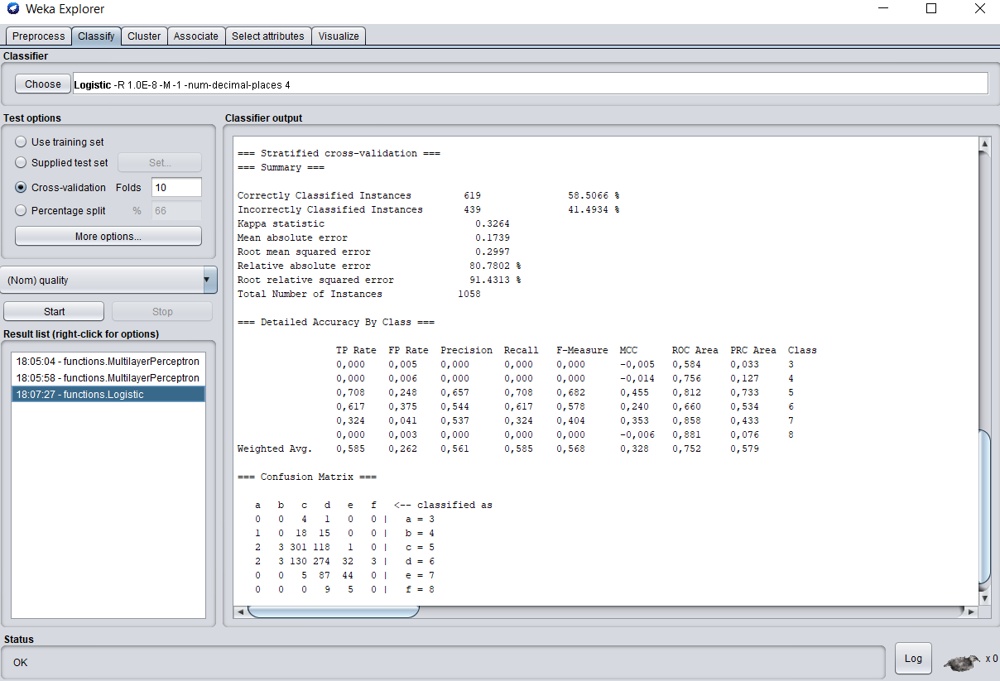 Weka Explorer
Preprocess Classify Cluster Associate Select attributes Visualize
Classifier
Choose Logistic -R 1.0E-8 -M -1 -num-decimal-places 4
Test options
Use training set
Supplied test set Set...
Cross-validation Folds 10
Percentage split % 66
More options...
(Nom) quality
Start Stop
Result list (right-click for options)
18:05:04 - functions.MultilayerPerceptron
18:05:58 - functions.MultilayerPerceptron
18:07:27 - functions.Logistic
Classifier output
=== Stratified cross-validation ===
=== Summary ===
Correctly Classified Instances 619 58.5066 %
Incorrectly Classified Instances 439 41.4934 %
Kappa statistic 0.3264
Mean absolute error 0.1739
Root mean squared error 0.2997
Relative absolute error 80.7802 %
Root relative squared error 91.4313 %
Total Number of Instances 1058
=== Detailed Accuracy By Class ===
TP Rate FP Rate Precision Recall F-Measure MCC ROC Area PRC Area Class
0,000 0,005 0,000 0,000 0,000 -0,005 0,584 0,033 3
0,000 0,006 0,000 0,000 0,000 -0,014 0,756 0,127 4
0,708 0,248 0,657 0,708 0,682 0,455 0,812 0,733 5
0,617 0,375 0,544 0,617 0,578 0,240 0,660 0,534 6
0,324 0,041 0,537 0,324 0,404 0,353 0,858 0,433 7
0,000 0,003 0,000 0,000 0,000 -0,006 0,881 0,076 8
Weighted Avg. 0,585 0,262 0,561 0,585 0,568 0,328 0,752 0,579
=== Confusion Matrix ===
a b c d e f <-- classified as
0 0 4 1 0 0 | a = 3
1 0 18 15 0 0 | b = 4
2 3 301 118 1 0 | c = 5
2 3 130 274 32 3 | d = 6
0 0 5 87 44 0 | e = 7
0 0 0 9 5 0 | f = 8
Status
OK
Log
x 0